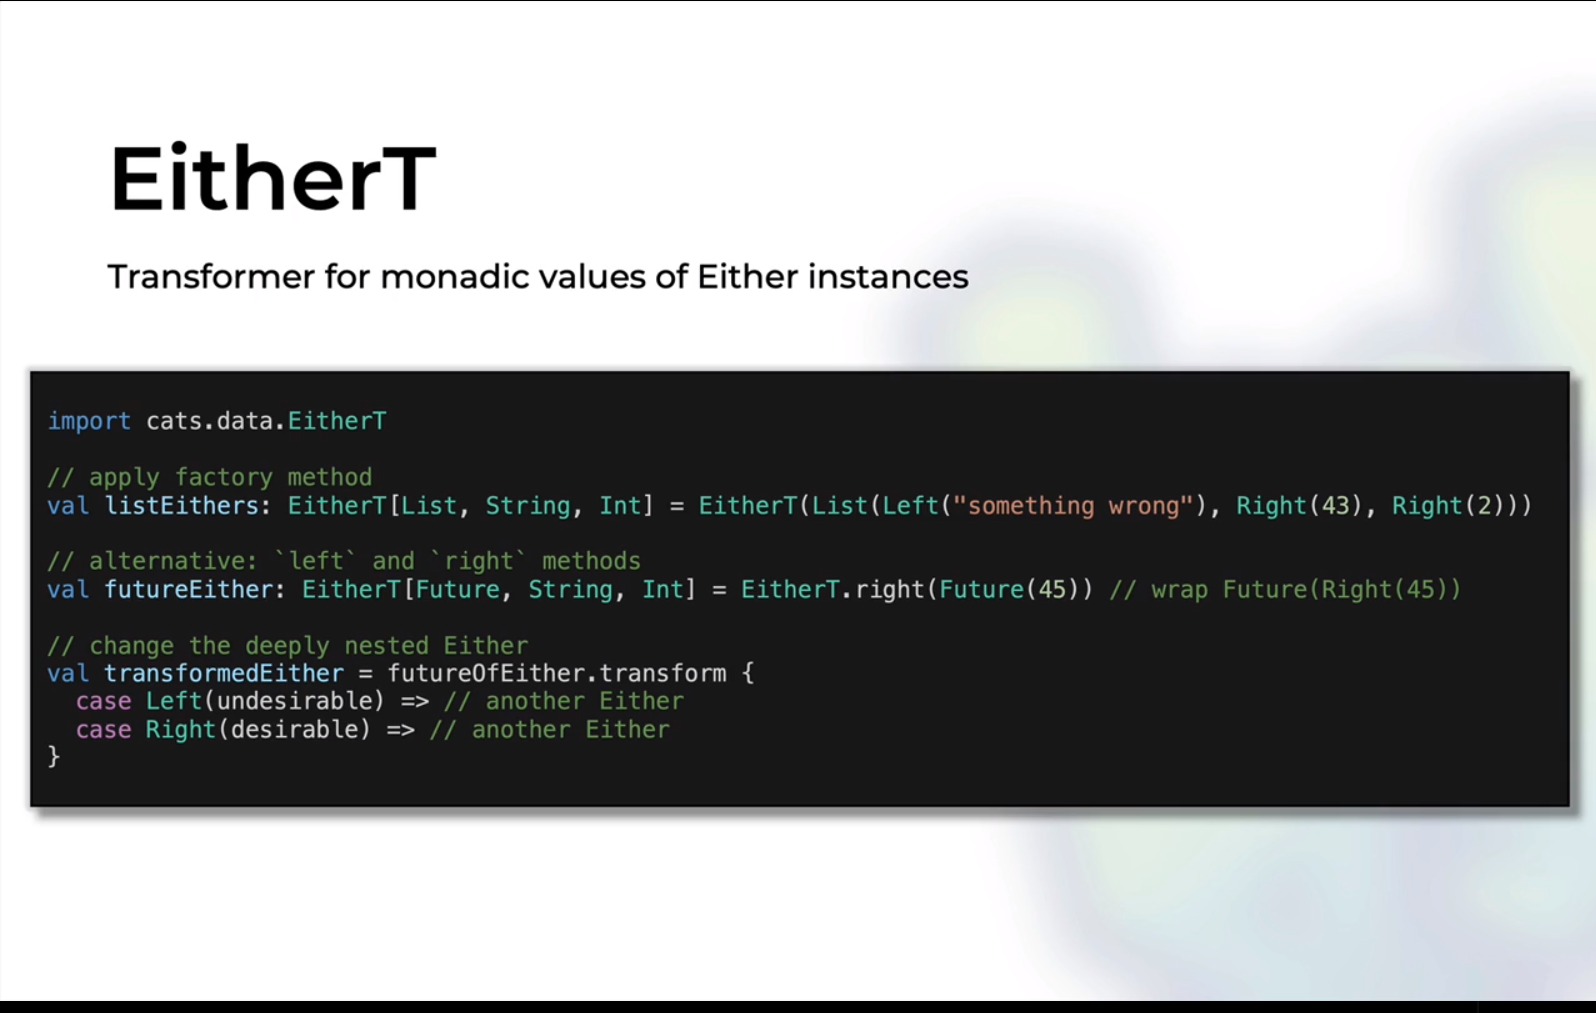 EitherT
Transformer for monadic values of Either instances
import cats.data.EitherT
// apply factory method
val listEithers: EitherT[List, String, Int] = EitherT(List(Left("something wrong"), Right(43), Right(2)))
// alternative: `left` and `right` methods
val futureEither: EitherT[Future, String, Int] = EitherT.right(Future(45)) // wrap Future(Right(45))
// change the deeply nested Either
val transformedEither = futureOfEither.transform {
  case Left(undesirable) => // another Either
  case Right(desirable) => // another Either
}